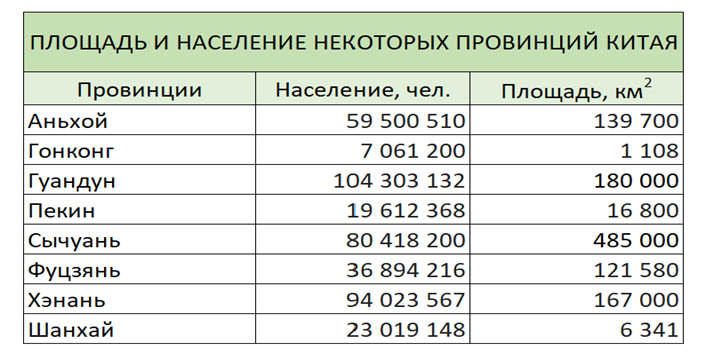 ПЛОЩАДЬ И НАСЕЛЕНИЕ НЕКОТОРЫХ ПРОВИНЦИЙ КИТАЯ
Провинции Население, чел. Площадь, км²
Аньхой 59 500 510 139 700
Гонконг 7 061 200 1 108
Гуандун 104 303 132 180 000
Пекин 19 612 368 16 800
Сычуань 80 418 200 485 000
Фуцзянь 36 894 216 121 580
Хэнань 94 023 567 167 000
Шанхай 23 019 148 6 341